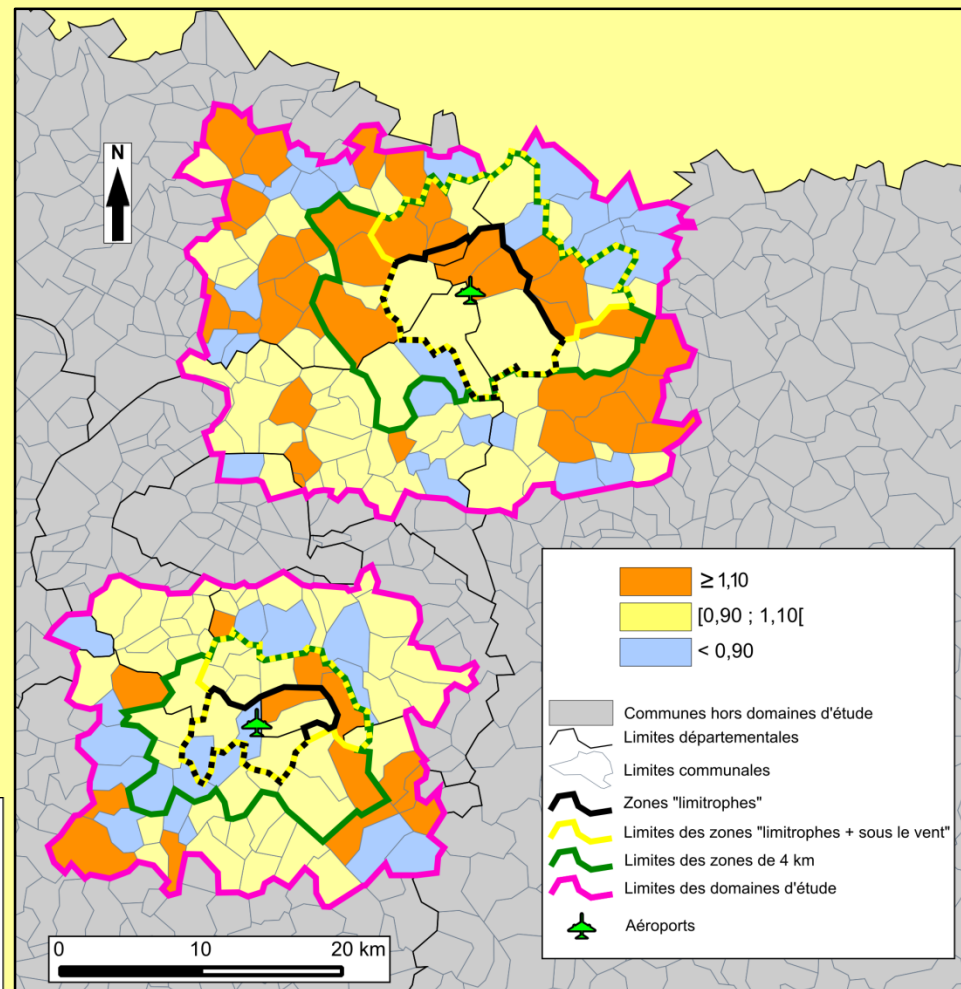 N
≥ 1,10
[0,90 ; 1,10[
< 0,90
Communes hors domaines d'étude
Limites départementales
Limites communales
Zones "limitrophes"
Limites des zones "limitrophes + sous le vent"
Limites des zones de 4 km
Limites des domaines d'étude
Aéroports
0 10 20 km